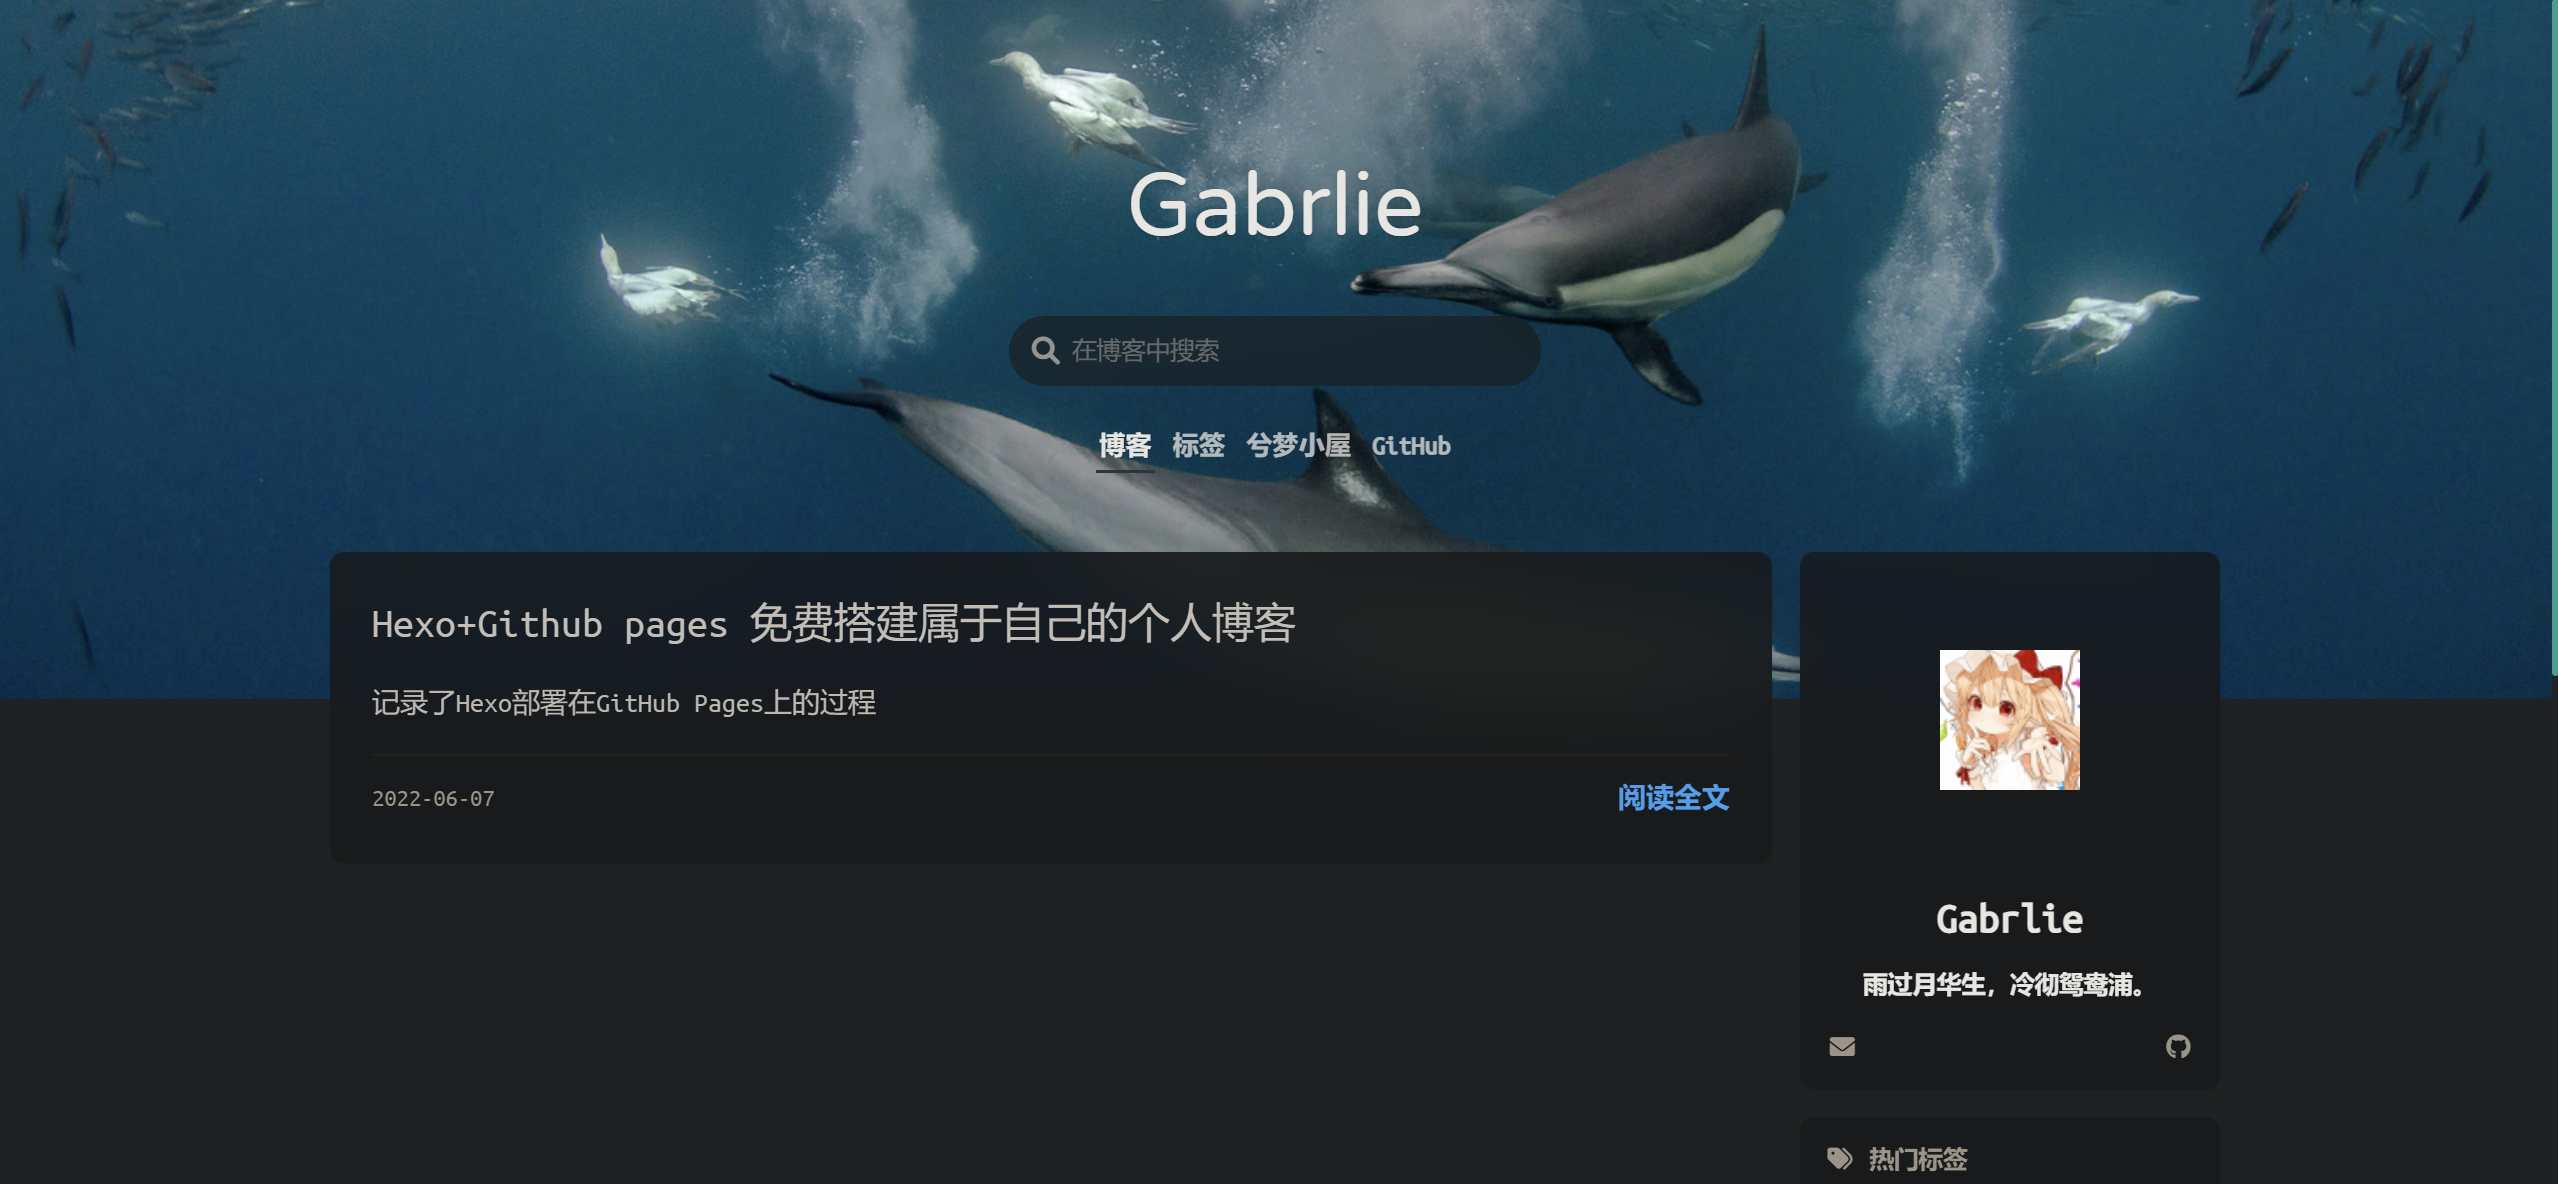 Gabrlie
在博客中搜索
博客 标签 兮梦小屋 GitHub
Hexo+Github pages 免费搭建属于自己的个人博客
记录了Hexo部署在GitHub Pages上的过程
2022-06-07
阅读全文
Gabrlie
雨过月华生，冷彻鸳鸯浦。
热门标签